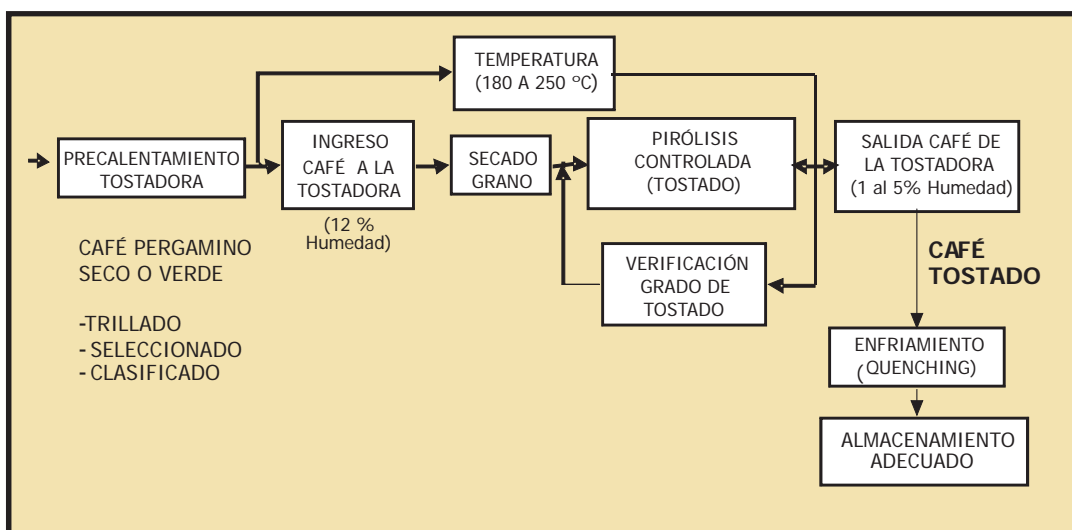 TEMPERATURA
(180 A 250 ºC)
PRECALENTAMIENTO
TOSTADORA
INGRESO
CAFÉ A LA
TOSTADORA
(12 %
Humedad)
SECADO
GRANO
PIRÓLISIS
CONTROLADA
(TOSTADO)
SALIDA CAFÉ DE
LA TOSTADORA
(1 al 5% Humedad)
CAFÉ PERGAMINO
SECO O VERDE
-TRILLADO
- SELECCIONADO
- CLASIFICADO
VERIFICACIÓN
GRADO DE
TOSTADO
CAFÉ
TOSTADO
ENFRIAMIENTO
(QUENCHING)
ALMACENAMIENTO
ADECUADO